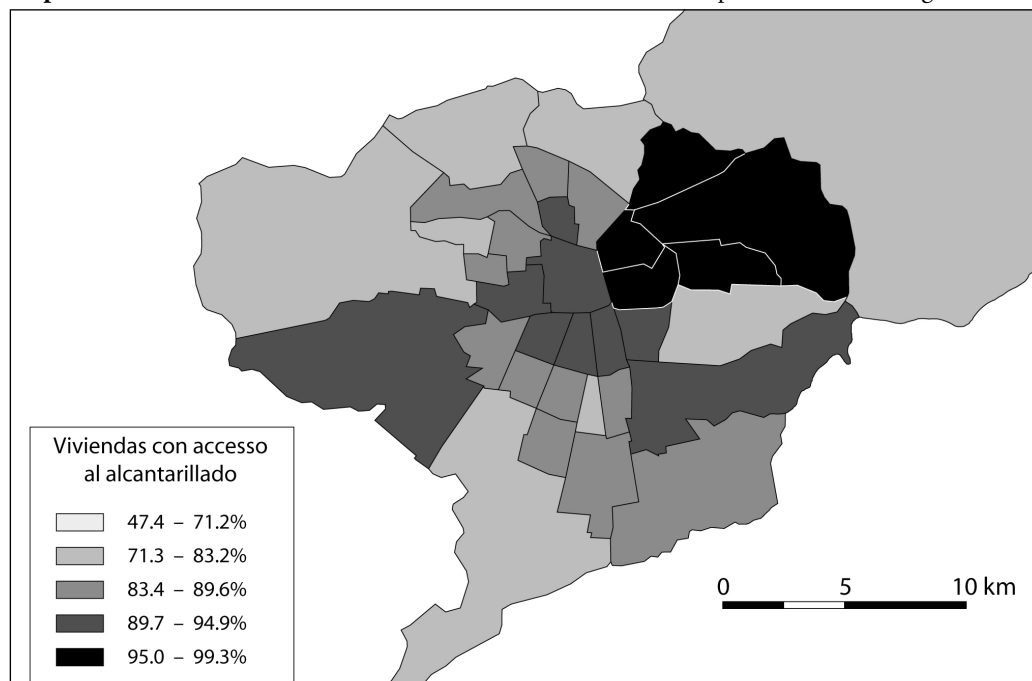 Viviendas con accesso
al alcantarillado
47.4 – 71.2%
71.3 – 83.2%
83.4 – 89.6%
89.7 – 94.9%
95.0 – 99.3%
0 5 10 km